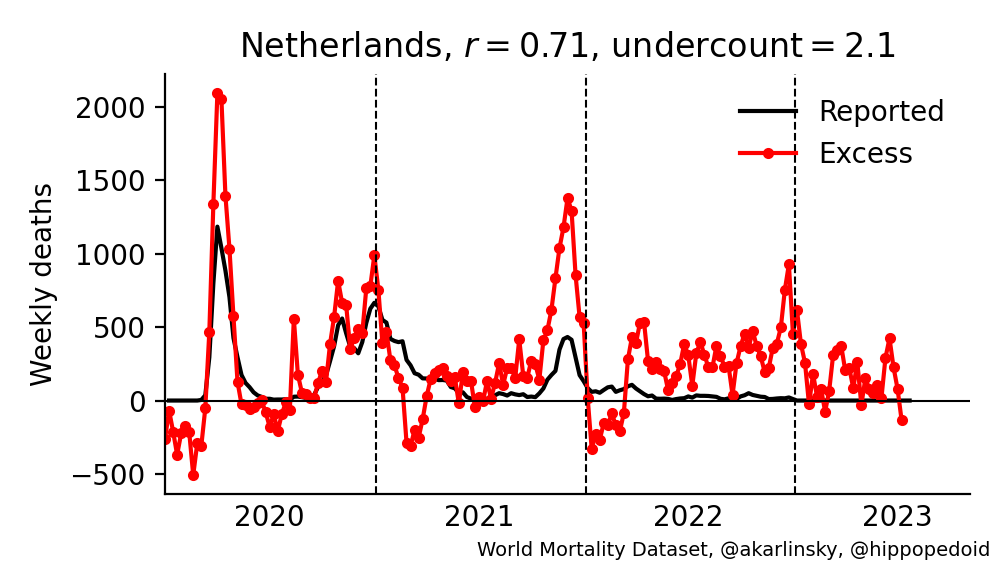 Netherlands, r = 0.71, undercount = 2.1
Reported
Excess
Weekly deaths
2000
1500
1000
500
0
−500
2020 2021 2022 2023
World Mortality Dataset, @akarlinsky, @hippopedoid